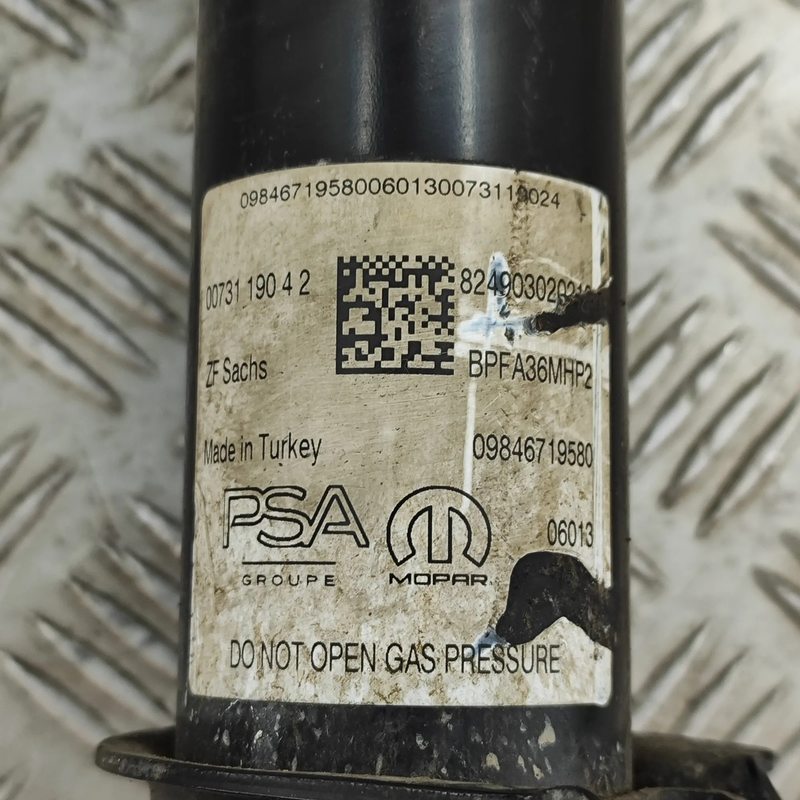 09846719580060130073119024
00731 190 4 2
ZF Sachs
BPFA36MHP2
Made in Turkey
09846719580
PSA
GROUPE
MOPAR
06013
DO NOT OPEN GAS PRESSURE